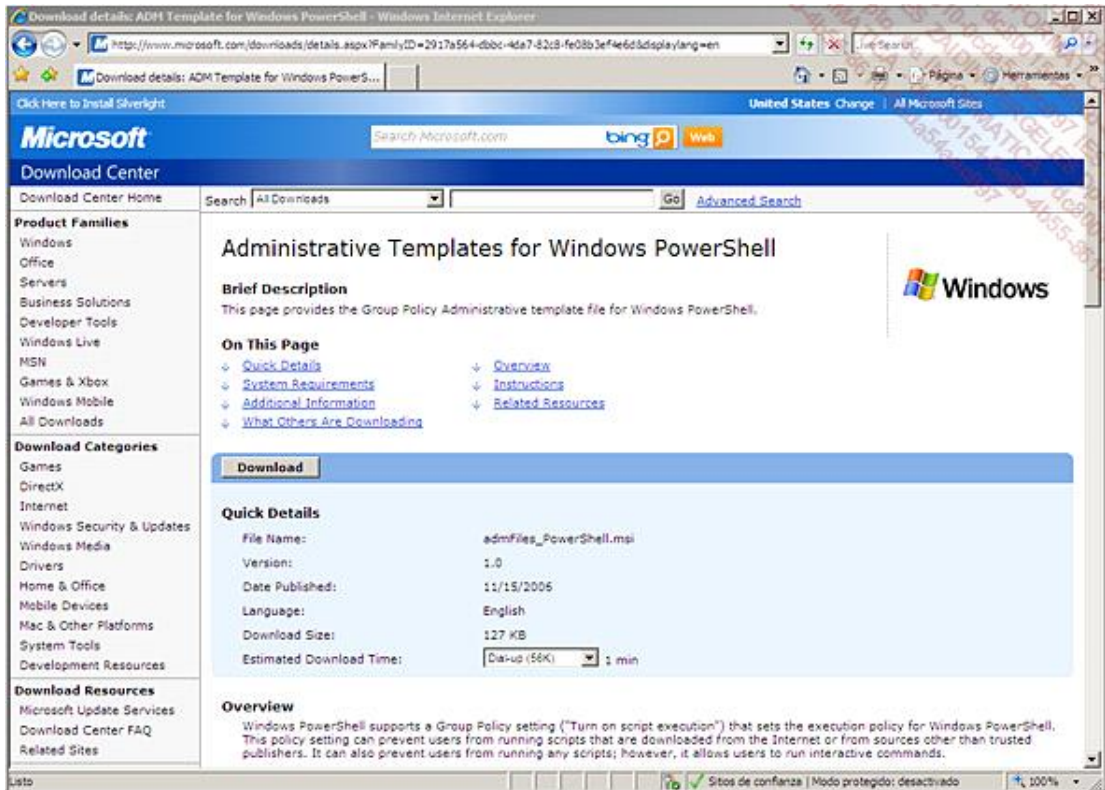 Download details: ADM Template for Windows PowerShell - Windows Internet Explorer
http://www.microsoft.com/downloads/details.aspx?FamilyID=2917a564-dbbc-4da7-82c8-fe08b3ef4e6d&displaylang=en
Live Search
Download details: ADM Template for Windows PowerS...
Página
Herramientas
Click Here to Install Silverlight
United States Change | All Microsoft Sites
Microsoft
Search Microsoft.com
bing
Web
Download Center
Download Center Home
Search All Downloads
Go
Advanced Search
Product Families
Windows
Office
Servers
Business Solutions
Developer Tools
Windows Live
MSN
Games & Xbox
Windows Mobile
All Downloads
Download Categories
Games
DirectX
Internet
Windows Security & Updates
Windows Media
Drivers
Home & Office
Mobile Devices
Mac & Other Platforms
System Tools
Development Resources
Download Resources
Microsoft Update Services
Download Center FAQ
Related Sites
Administrative Templates for Windows PowerShell
Windows
Brief Description
This page provides the Group Policy Administrative template file for Windows PowerShell.
On This Page
Quick Details
Overview
System Requirements
Instructions
Additional Information
Related Resources
What Others Are Downloading
Download
Quick Details
File Name: admFiles_PowerShell.msi
Version: 1.0
Date Published: 11/15/2006
Language: English
Download Size: 127 KB
Estimated Download Time: Dial-up (56K) 1 min
Overview
Windows PowerShell supports a Group Policy setting ("Turn on script execution") that sets the execution policy for Windows PowerShell.
This policy setting can prevent users from running scripts that are downloaded from the Internet or from sources other than trusted
publishers. It can also prevent users from running any scripts; however, it allows users to run interactive commands.
Listo
Sitios de confianza | Modo protegido: desactivado
100%